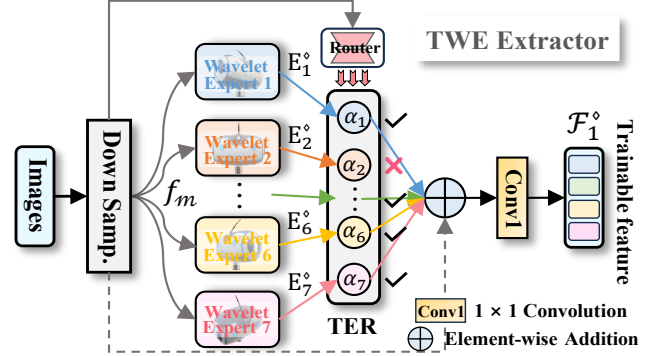 TWE Extractor
Router
Wavelet
Expert 1
E₁⋄
α₁
Wavelet
Expert 2
E₂⋄
α₂
Images
Down Samp.
fₘ
Wavelet
Expert 6
E₆⋄
α₆
Wavelet
Expert 7
E₇⋄
α₇
TER
Conv1
ℱ₁⋄
Trainable feature
Conv1 1 × 1 Convolution
Element-wise Addition